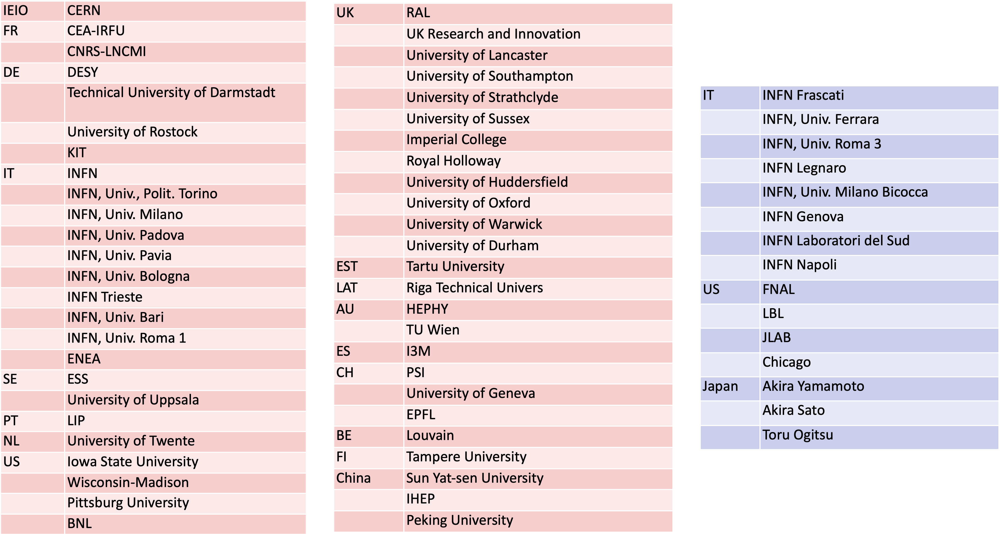 IEIO CERN
FR CEA-IRFU
CNRS-LNCMI
DE DESY
Technical University of Darmstadt
University of Rostock
KIT
IT INFN
INFN, Univ., Polit. Torino
INFN, Univ. Milano
INFN, Univ. Padova
INFN, Univ. Pavia
INFN, Univ. Bologna
INFN Trieste
INFN, Univ. Bari
INFN, Univ. Roma 1
ENEA
SE ESS
University of Uppsala
PT LIP
NL University of Twente
US Iowa State University
Wisconsin-Madison
Pittsburg University
BNL
UK RAL
UK Research and Innovation
University of Lancaster
University of Southampton
University of Strathclyde
University of Sussex
Imperial College
Royal Holloway
University of Huddersfield
University of Oxford
University of Warwick
University of Durham
EST Tartu University
LAT Riga Technical Univers
AU HEPHY
TU Wien
ES I3M
CH PSI
University of Geneva
EPFL
BE Louvain
FI Tampere University
China Sun Yat-sen University
IHEP
Peking University
IT INFN Frascati
INFN, Univ. Ferrara
INFN, Univ. Roma 3
INFN Legnaro
INFN, Univ. Milano Bicocca
INFN Genova
INFN Laboratori del Sud
INFN Napoli
US FNAL
LBL
JLAB
Chicago
Japan Akira Yamamoto
Akira Sato
Toru Ogitsu